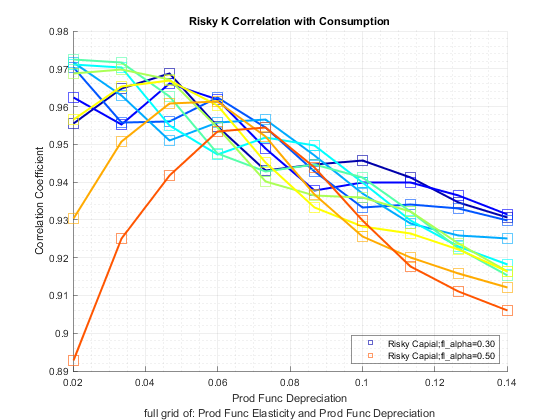 Risky K Correlation with Consumption
0.98
0.97
0.96
0.95
0.94
0.93
0.92
0.91
0.9
0.89
Correlation Coefficient
0.02
0.04
0.06
0.08
0.1
0.12
0.14
Risky Capial;fl_alpha=0.30
Risky Capial;fl_alpha=0.50
Prod Func Depreciation
full grid of: Prod Func Elasticity and Prod Func Depreciation